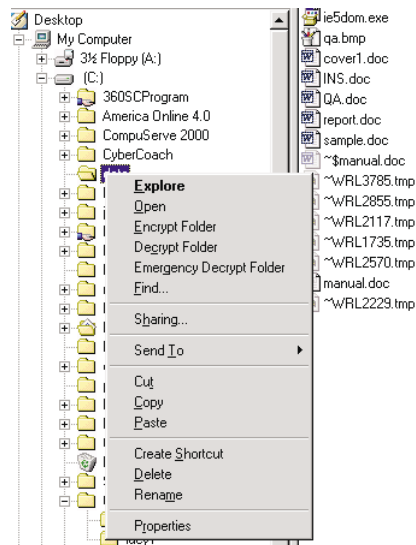 Desktop
My Computer
3½ Floppy (A:)
(C:)
360SCProgram
America Online 4.0
CompuServe 2000
CyberCoach
Explore
Open
Encrypt Folder
Decrypt Folder
Emergency Decrypt Folder
Find...
Sharing...
Send To
Cut
Copy
Paste
Create Shortcut
Delete
Rename
Properties
ie5dom.exe
qa.bmp
cover1.doc
INS.doc
QA.doc
report.doc
sample.doc
~$manual.doc
~WRL3785.tmp
~WRL2855.tmp
~WRL2117.tmp
~WRL1735.tmp
~WRL2570.tmp
manual.doc
~WRL2229.tmp